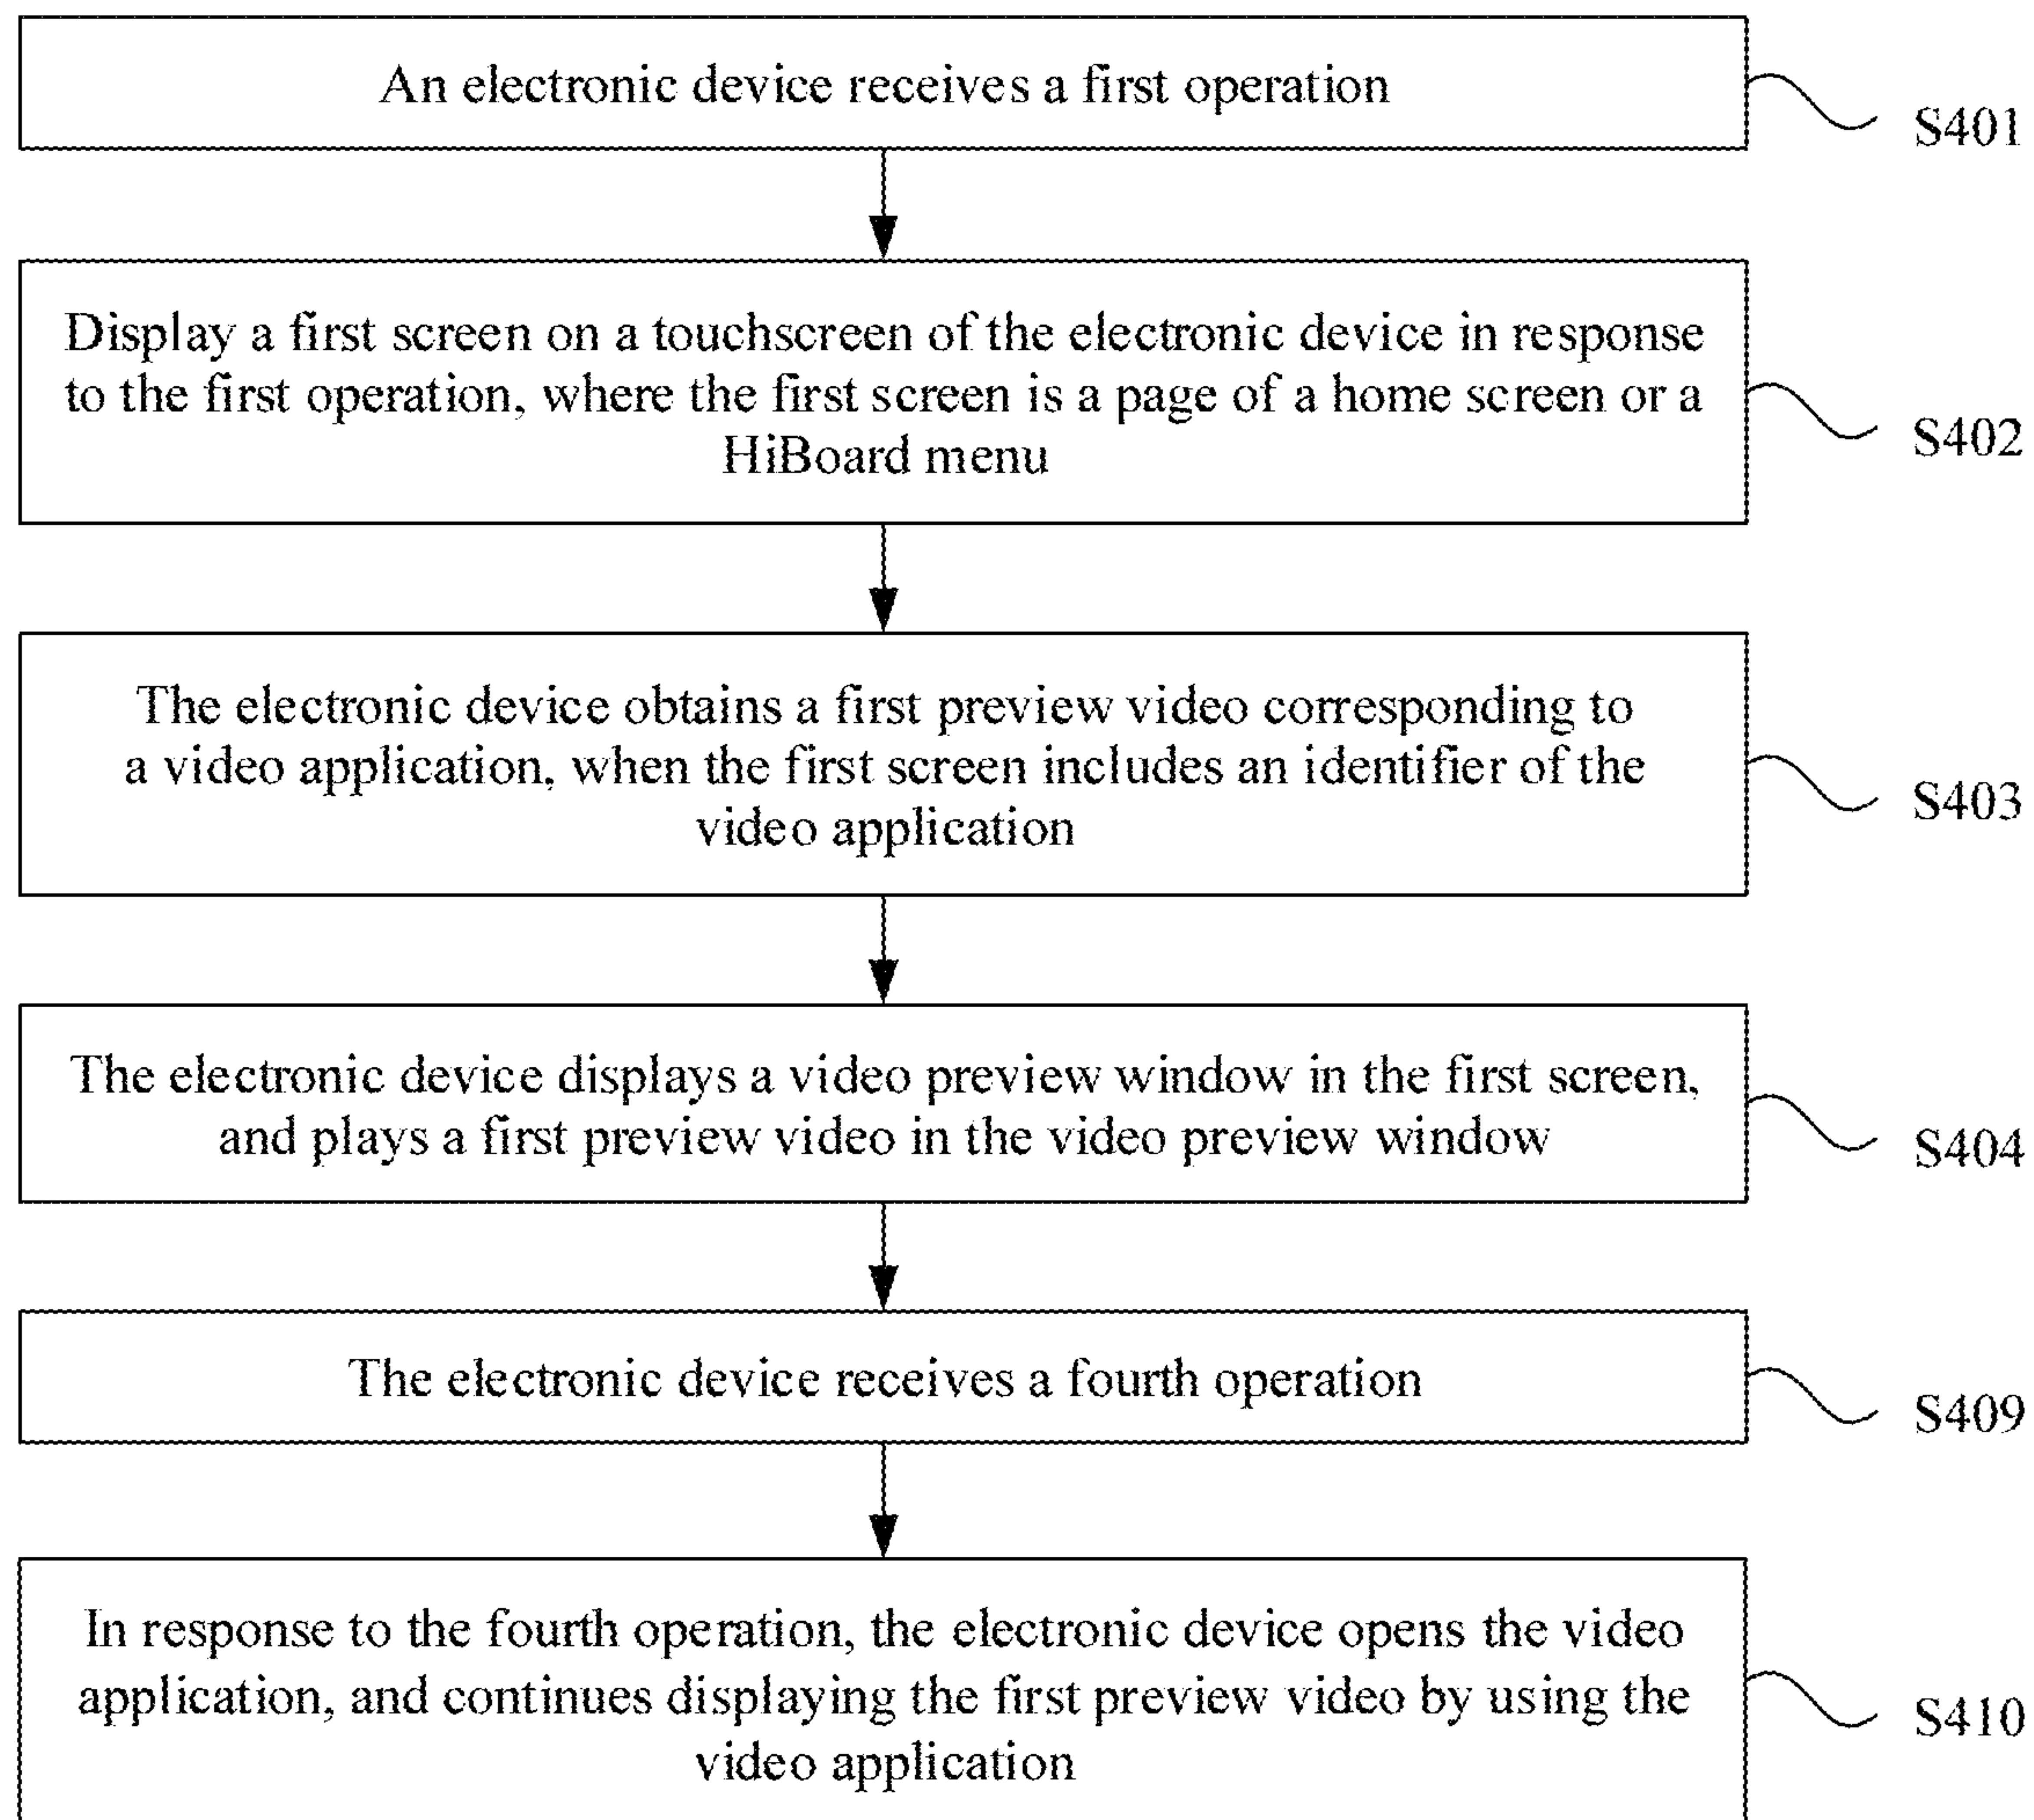 An electronic device receives a first operation
S401
Display a first screen on a touchscreen of the electronic device in response
to the first operation, where the first screen is a page of a home screen or a
HiBoard menu
S402
The electronic device obtains a first preview video corresponding to
a video application, when the first screen includes an identifier of the
video application
S403
The electronic device displays a video preview window in the first screen,
and plays a first preview video in the video preview window
S404
The electronic device receives a fourth operation
S409
In response to the fourth operation, the electronic device opens the video
application, and continues displaying the first preview video by using the
video application
S410